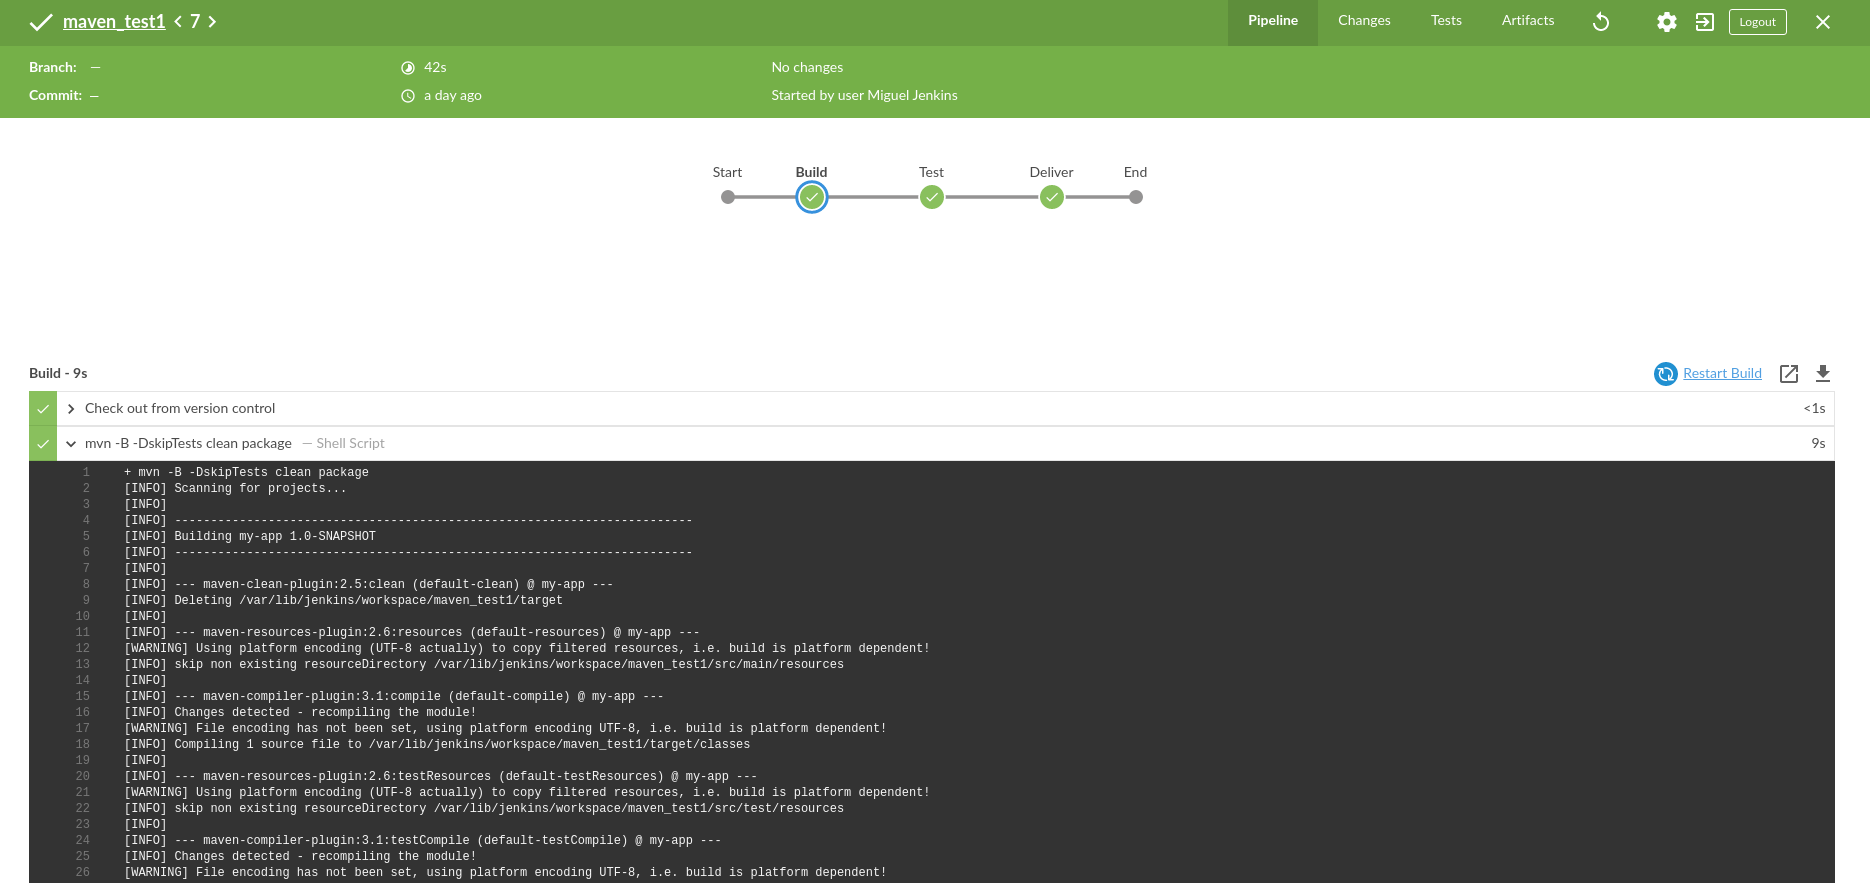 maven_test1 < 7 > Pipeline Changes Tests Artifacts Logout
Branch: — 42s No changes
Commit: — a day ago Started by user Miguel Jenkins
Start Build Test Deliver End
Build - 9s Restart Build
Check out from version control <1s
mvn -B -DskipTests clean package — Shell Script 9s
1 + mvn -B -DskipTests clean package
2 [INFO] Scanning for projects...
3 [INFO]
4 [INFO] ------------------------------------------------------------------------
5 [INFO] Building my-app 1.0-SNAPSHOT
6 [INFO] ------------------------------------------------------------------------
7 [INFO]
8 [INFO] --- maven-clean-plugin:2.5:clean (default-clean) @ my-app ---
9 [INFO] Deleting /var/lib/jenkins/workspace/maven_test1/target
10 [INFO]
11 [INFO] --- maven-resources-plugin:2.6:resources (default-resources) @ my-app ---
12 [WARNING] Using platform encoding (UTF-8 actually) to copy filtered resources, i.e. build is platform dependent!
13 [INFO] skip non existing resourceDirectory /var/lib/jenkins/workspace/maven_test1/src/main/resources
14 [INFO]
15 [INFO] --- maven-compiler-plugin:3.1:compile (default-compile) @ my-app ---
16 [INFO] Changes detected - recompiling the module!
17 [WARNING] File encoding has not been set, using platform encoding UTF-8, i.e. build is platform dependent!
18 [INFO] Compiling 1 source file to /var/lib/jenkins/workspace/maven_test1/target/classes
19 [INFO]
20 [INFO] --- maven-resources-plugin:2.6:testResources (default-testResources) @ my-app ---
21 [WARNING] Using platform encoding (UTF-8 actually) to copy filtered resources, i.e. build is platform dependent!
22 [INFO] skip non existing resourceDirectory /var/lib/jenkins/workspace/maven_test1/src/test/resources
23 [INFO]
24 [INFO] --- maven-compiler-plugin:3.1:testCompile (default-testCompile) @ my-app ---
25 [INFO] Changes detected - recompiling the module!
26 [WARNING] File encoding has not been set, using platform encoding UTF-8, i.e. build is platform dependent!